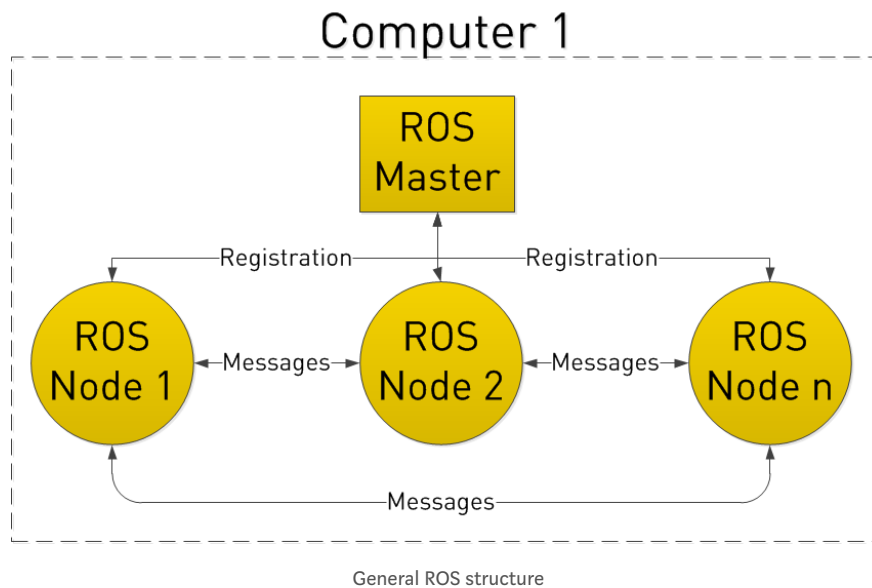 Computer 1
ROS
Master
Registration
Registration
ROS
Node 1
Messages
ROS
Node 2
Messages
ROS
Node n
Messages
General ROS structure